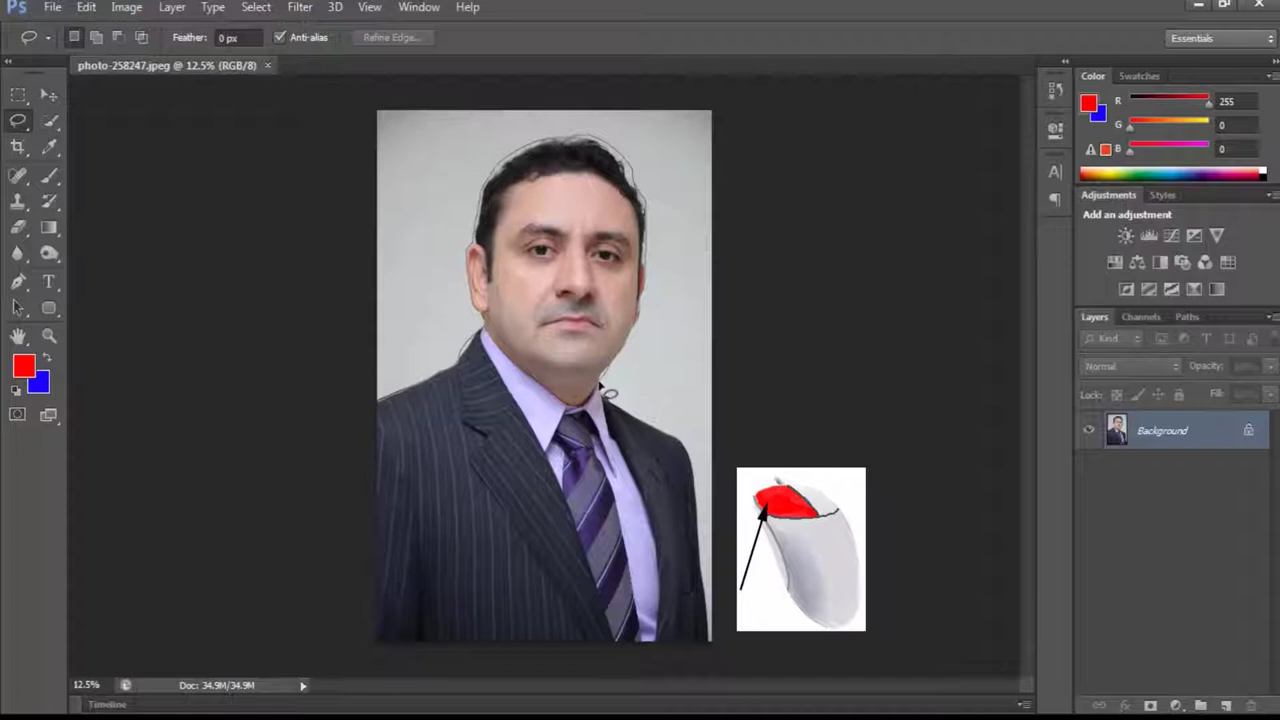 Ps File Edit Image Layer Type Select Filter 3D View Window Help
Feather: 0 px Anti-alias Refine Edge... Essentials
photo-258247.jpeg @ 12.5% (RGB/8) ×
Color Swatches
R 255
G 0
B 0
Adjustments Styles
Add an adjustment
Layers Channels Paths
Kind
Normal Opacity:
Lock: Fill:
Background
12.5% Doc: 34.9M/34.9M
Timeline